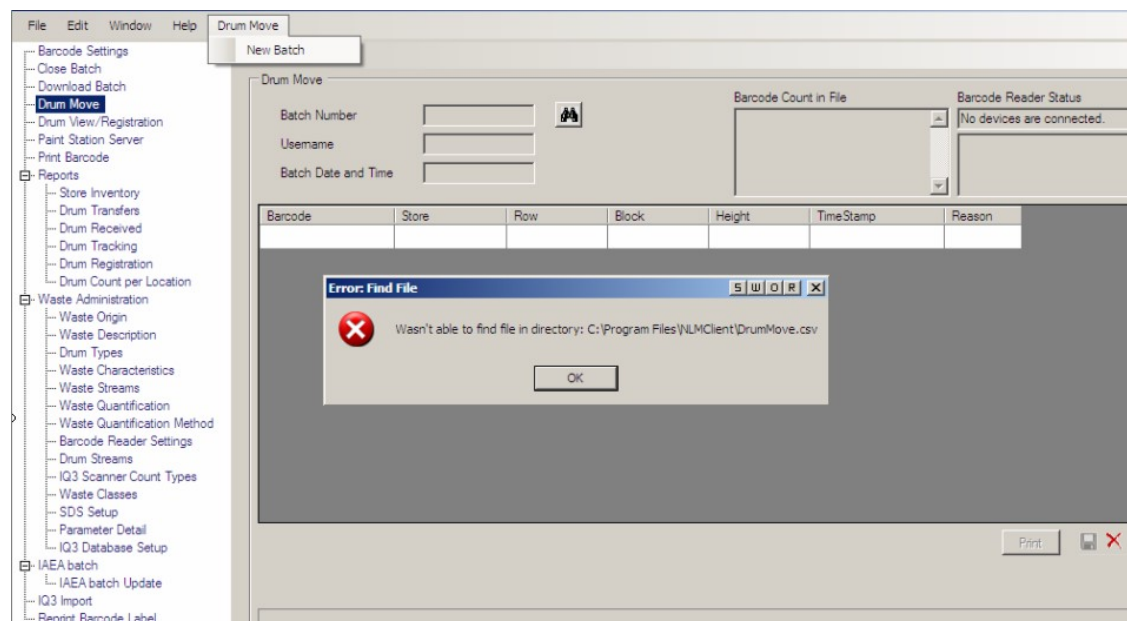 File Edit Window Help Drum Move
New Batch
Barcode Settings
Close Batch
Download Batch
Drum Move
Drum View/Registration
Paint Station Server
Print Barcode
Reports
Store Inventory
Drum Transfers
Drum Received
Drum Tracking
Drum Registration
Drum Count per Location
Waste Administration
Waste Origin
Waste Description
Drum Types
Waste Characteristics
Waste Streams
Waste Quantification
Waste Quantification Method
Barcode Reader Settings
Drum Streams
IQ3 Scanner Count Types
Waste Classes
SDS Setup
Parameter Detail
IQ3 Database Setup
IAEA batch
IAEA batch Update
IQ3 Import
Reprint Barcode Label
Drum Move
Batch Number
Username
Batch Date and Time
Barcode Count in File
Barcode Reader Status
No devices are connected.
Barcode Store Row Block Height TimeStamp Reason
Error: Find File S W O R X
Wasn't able to find file in directory: C:\Program Files\NLMClient\DrumMove.csv
OK
Print